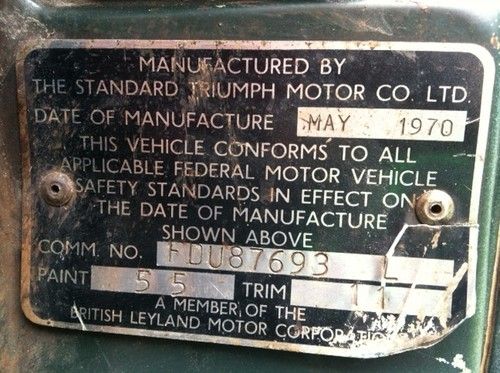 MANUFACTURED BY
THE STANDARD TRIUMPH MOTOR CO. LTD.
DATE OF MANUFACTURE MAY 1970
THIS VEHICLE CONFORMS TO ALL
APPLICABLE FEDERAL MOTOR VEHICLE
SAFETY STANDARDS IN EFFECT ON
THE DATE OF MANUFACTURE
SHOWN ABOVE
COMM. NO. FDU87693 L
PAINT 55 TRIM 11
A MEMBER OF THE
BRITISH LEYLAND MOTOR CORPORATION